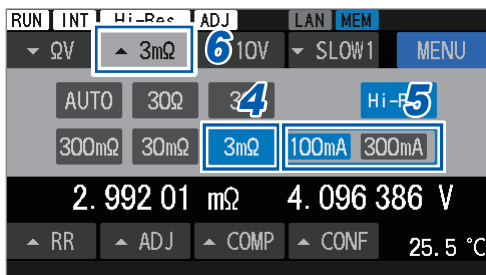 RUN INT Hi-Res ADJ LAN MEM
ΩV 3mΩ 6 10V SLOW1 MENU
AUTO 30Ω 3 4 Hi-R 5
300mΩ 30mΩ 3mΩ 100mA 300mA
2.992 01 mΩ 4.096 386 V
RR ADJ COMP CONF 25.5 °C